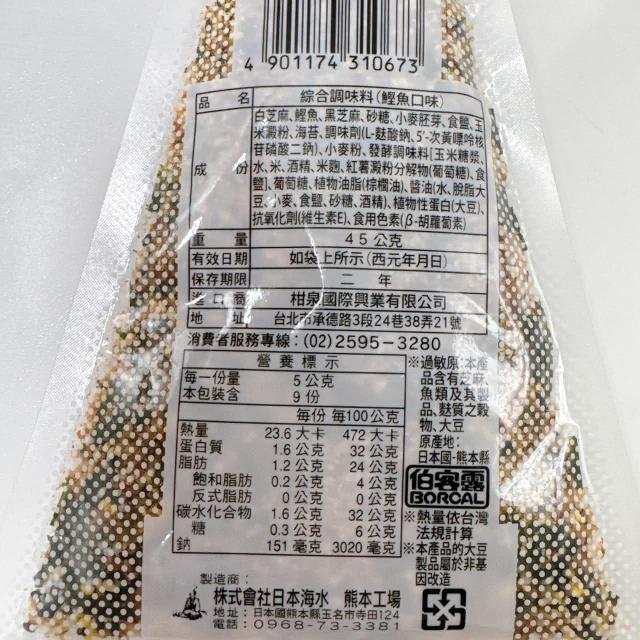 4 901174 310673
品 名 綜合調味料(鰹魚口味)
成 份 白芝麻、鰹魚、黑芝麻、砂糖、小麥胚芽、食鹽、玉
米澱粉、海苔、調味劑(L-麩酸鈉、5'-次黃嘌呤核
苷磷酸二鈉)、小麥粉、發酵調味料[玉米糖漿、
水、米、酒精、米麴、紅薯澱粉分解物(葡萄糖)、食
鹽]、葡萄糖、植物油脂(棕櫚油)、醬油(水、脫脂大
豆、小麥、食鹽、砂糖、酒精)、植物性蛋白(大豆)、
抗氧化劑(維生素E)、食用色素(β-胡蘿蔔素)
重 量 45公克
有效日期 如袋上所示(西元年月日)
保存期限 二 年
進口商 柑泉國際興業有限公司
地 台北市承德路3段24巷38弄21號
消費者服務專線:(02)2595-3280
營養標示
每一份量 5公克
本包裝含 9份
每份 每100公克
熱量 23.6 大卡 472 大卡
蛋白質 1.6 公克 32 公克
脂肪 1.2 公克 24 公克
飽和脂肪 0.2 公克 4 公克
反式脂肪 0 公克 0 公克
碳水化合物 1.6 公克 32 公克
糖 0.3 公克 6 公克
鈉 151 毫克 3020 毫克
※過敏原:本產
品含有芝麻、
魚類及其製
品、麩質之穀
物、大豆
原產地:
日本國·熊本縣
伯客露
BORCAL
※熱量依台灣
法規計算
※本產品的大豆
製品屬於非基
因改造
製造商:
株式會社日本海水 熊本工場
地址:日本國熊本縣玉名市寺田124
電話:0968-73-3381